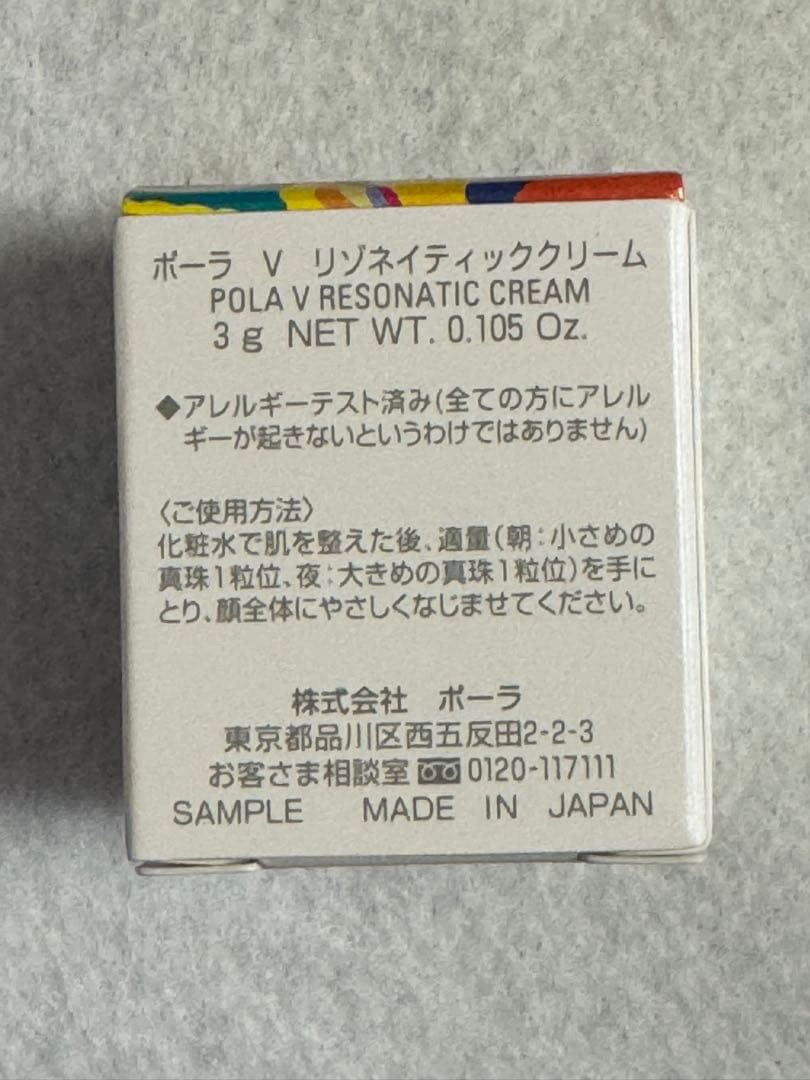 ポーラ V リゾネイティッククリーム
POLA V RESONATIC CREAM
3 g NET WT. 0.105 Oz.
◆アレルギーテスト済み(全ての方にアレル
ギーが起きないというわけではありません)
〈ご使用方法〉
化粧水で肌を整えた後、適量(朝:小さめの
真珠1粒位、夜:大きめの真珠1粒位)を手に
とり、顔全体にやさしくなじませてください。
株式会社 ポーラ
東京都品川区西五反田2-2-3
お客さま相談室 0120-117111
SAMPLE MADE IN JAPAN